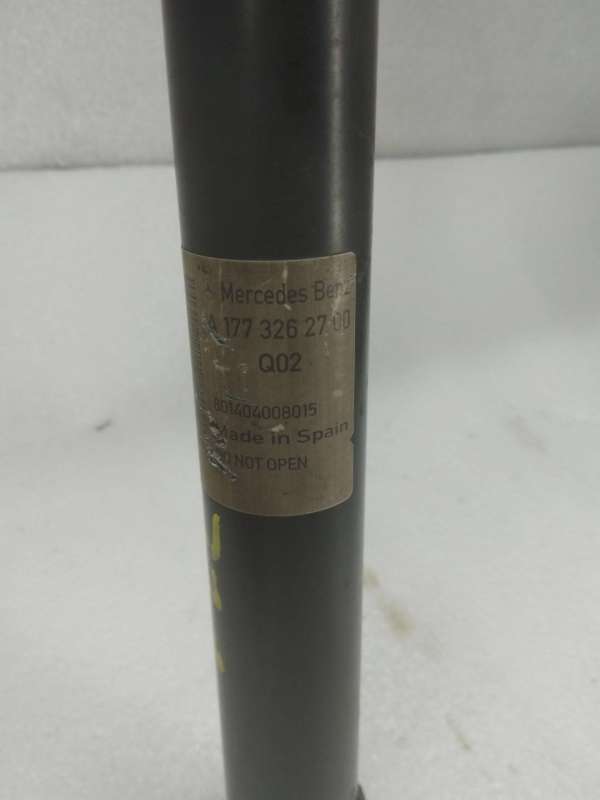 Mercedes Benz
A 177 326 27 00
Q02
801404008015
Made in Spain
DO NOT OPEN